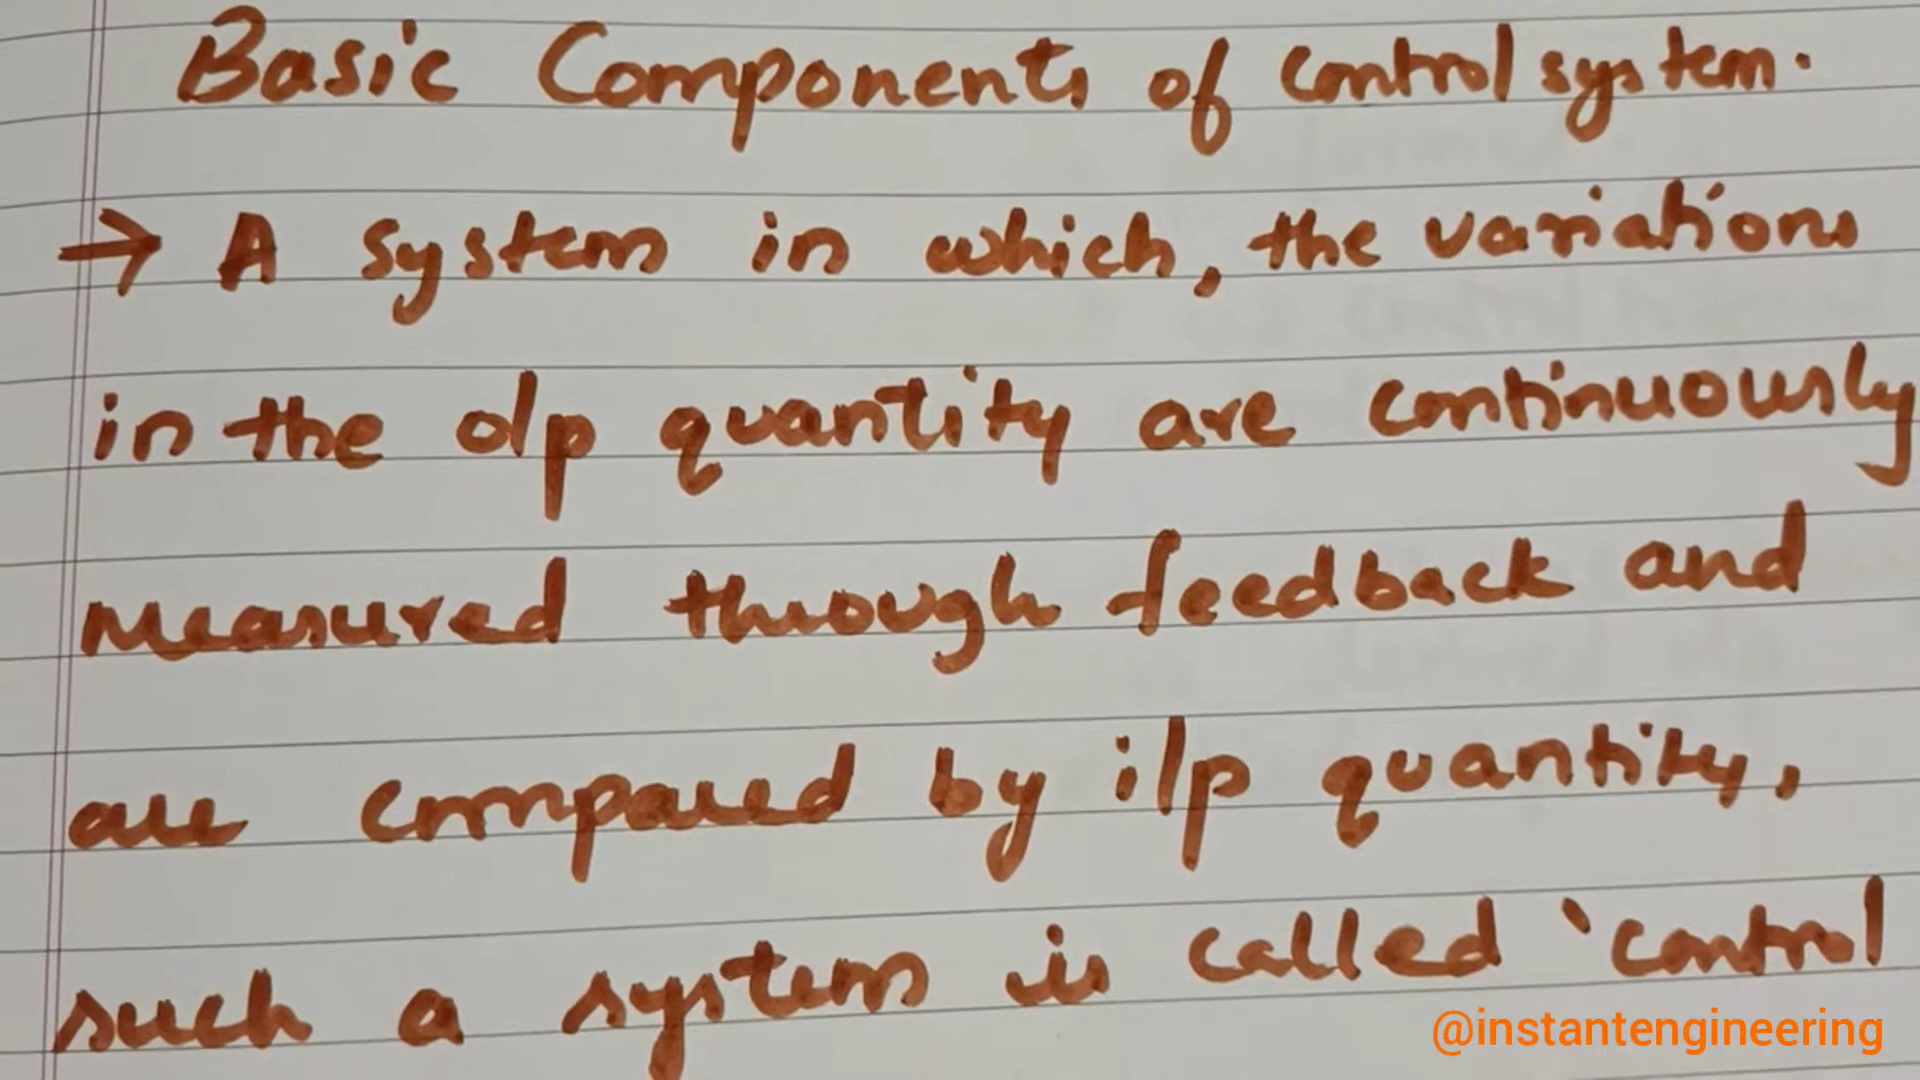 Basic Components of control system.
→ A system in which, the variations
in the o/p quantity are continuously
measured through feedback and
are compared by i/p quantity,
such a system is called 'control
@instantengineering